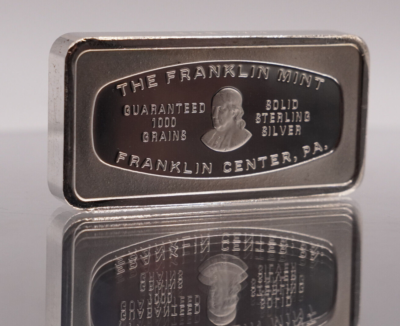 THE FRANKLIN MINT
GUARANTEED
1000
GRAINS
SOLID
STERLING
SILVER
FRANKLIN CENTER, PA.